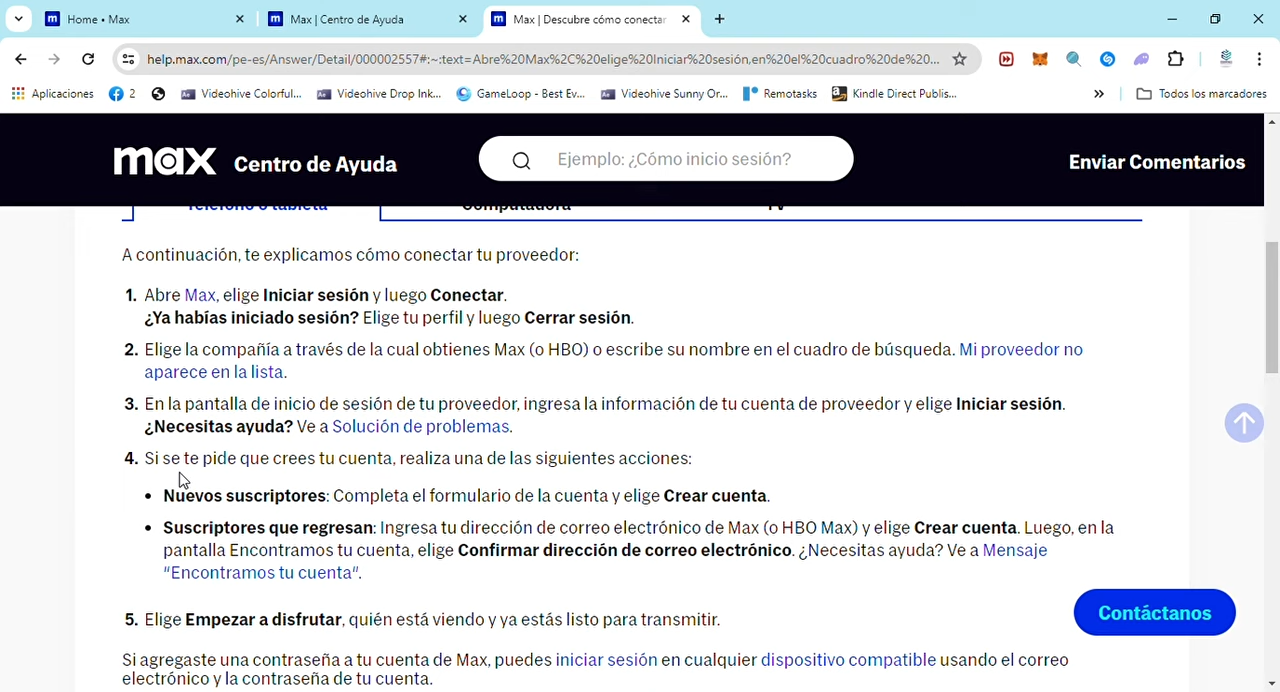 Home • Max
Max | Centro de Ayuda
Max | Descubre cómo conectar
help.max.com/pe-es/Answer/Detail/000002557#:~:text=Abre%20Max%2C%20elige%20Iniciar%20sesión,en%20el%20cuadro%20de%20...
Aplicaciones
2
Videohive Colorful...
Videohive Drop Ink...
GameLoop - Best Ev...
Videohive Sunny Or...
Remotasks
Kindle Direct Publis...
Todos los marcadores
max Centro de Ayuda
Ejemplo: ¿Cómo inicio sesión?
Enviar Comentarios
Teléfono o tableta
Computadora
TV
A continuación, te explicamos cómo conectar tu proveedor:
1. Abre Max, elige Iniciar sesión y luego Conectar.
¿Ya habías iniciado sesión? Elige tu perfil y luego Cerrar sesión.
2. Elige la compañía a través de la cual obtienes Max (o HBO) o escribe su nombre en el cuadro de búsqueda. Mi proveedor no
aparece en la lista.
3. En la pantalla de inicio de sesión de tu proveedor, ingresa la información de tu cuenta de proveedor y elige Iniciar sesión.
¿Necesitas ayuda? Ve a Solución de problemas.
4. Si se te pide que crees tu cuenta, realiza una de las siguientes acciones:
• Nuevos suscriptores: Completa el formulario de la cuenta y elige Crear cuenta.
• Suscriptores que regresan: Ingresa tu dirección de correo electrónico de Max (o HBO Max) y elige Crear cuenta. Luego, en la
pantalla Encontramos tu cuenta, elige Confirmar dirección de correo electrónico. ¿Necesitas ayuda? Ve a Mensaje
"Encontramos tu cuenta".
5. Elige Empezar a disfrutar, quién está viendo y ya estás listo para transmitir.
Contáctanos
Si agregaste una contraseña a tu cuenta de Max, puedes iniciar sesión en cualquier dispositivo compatible usando el correo
electrónico y la contraseña de tu cuenta.